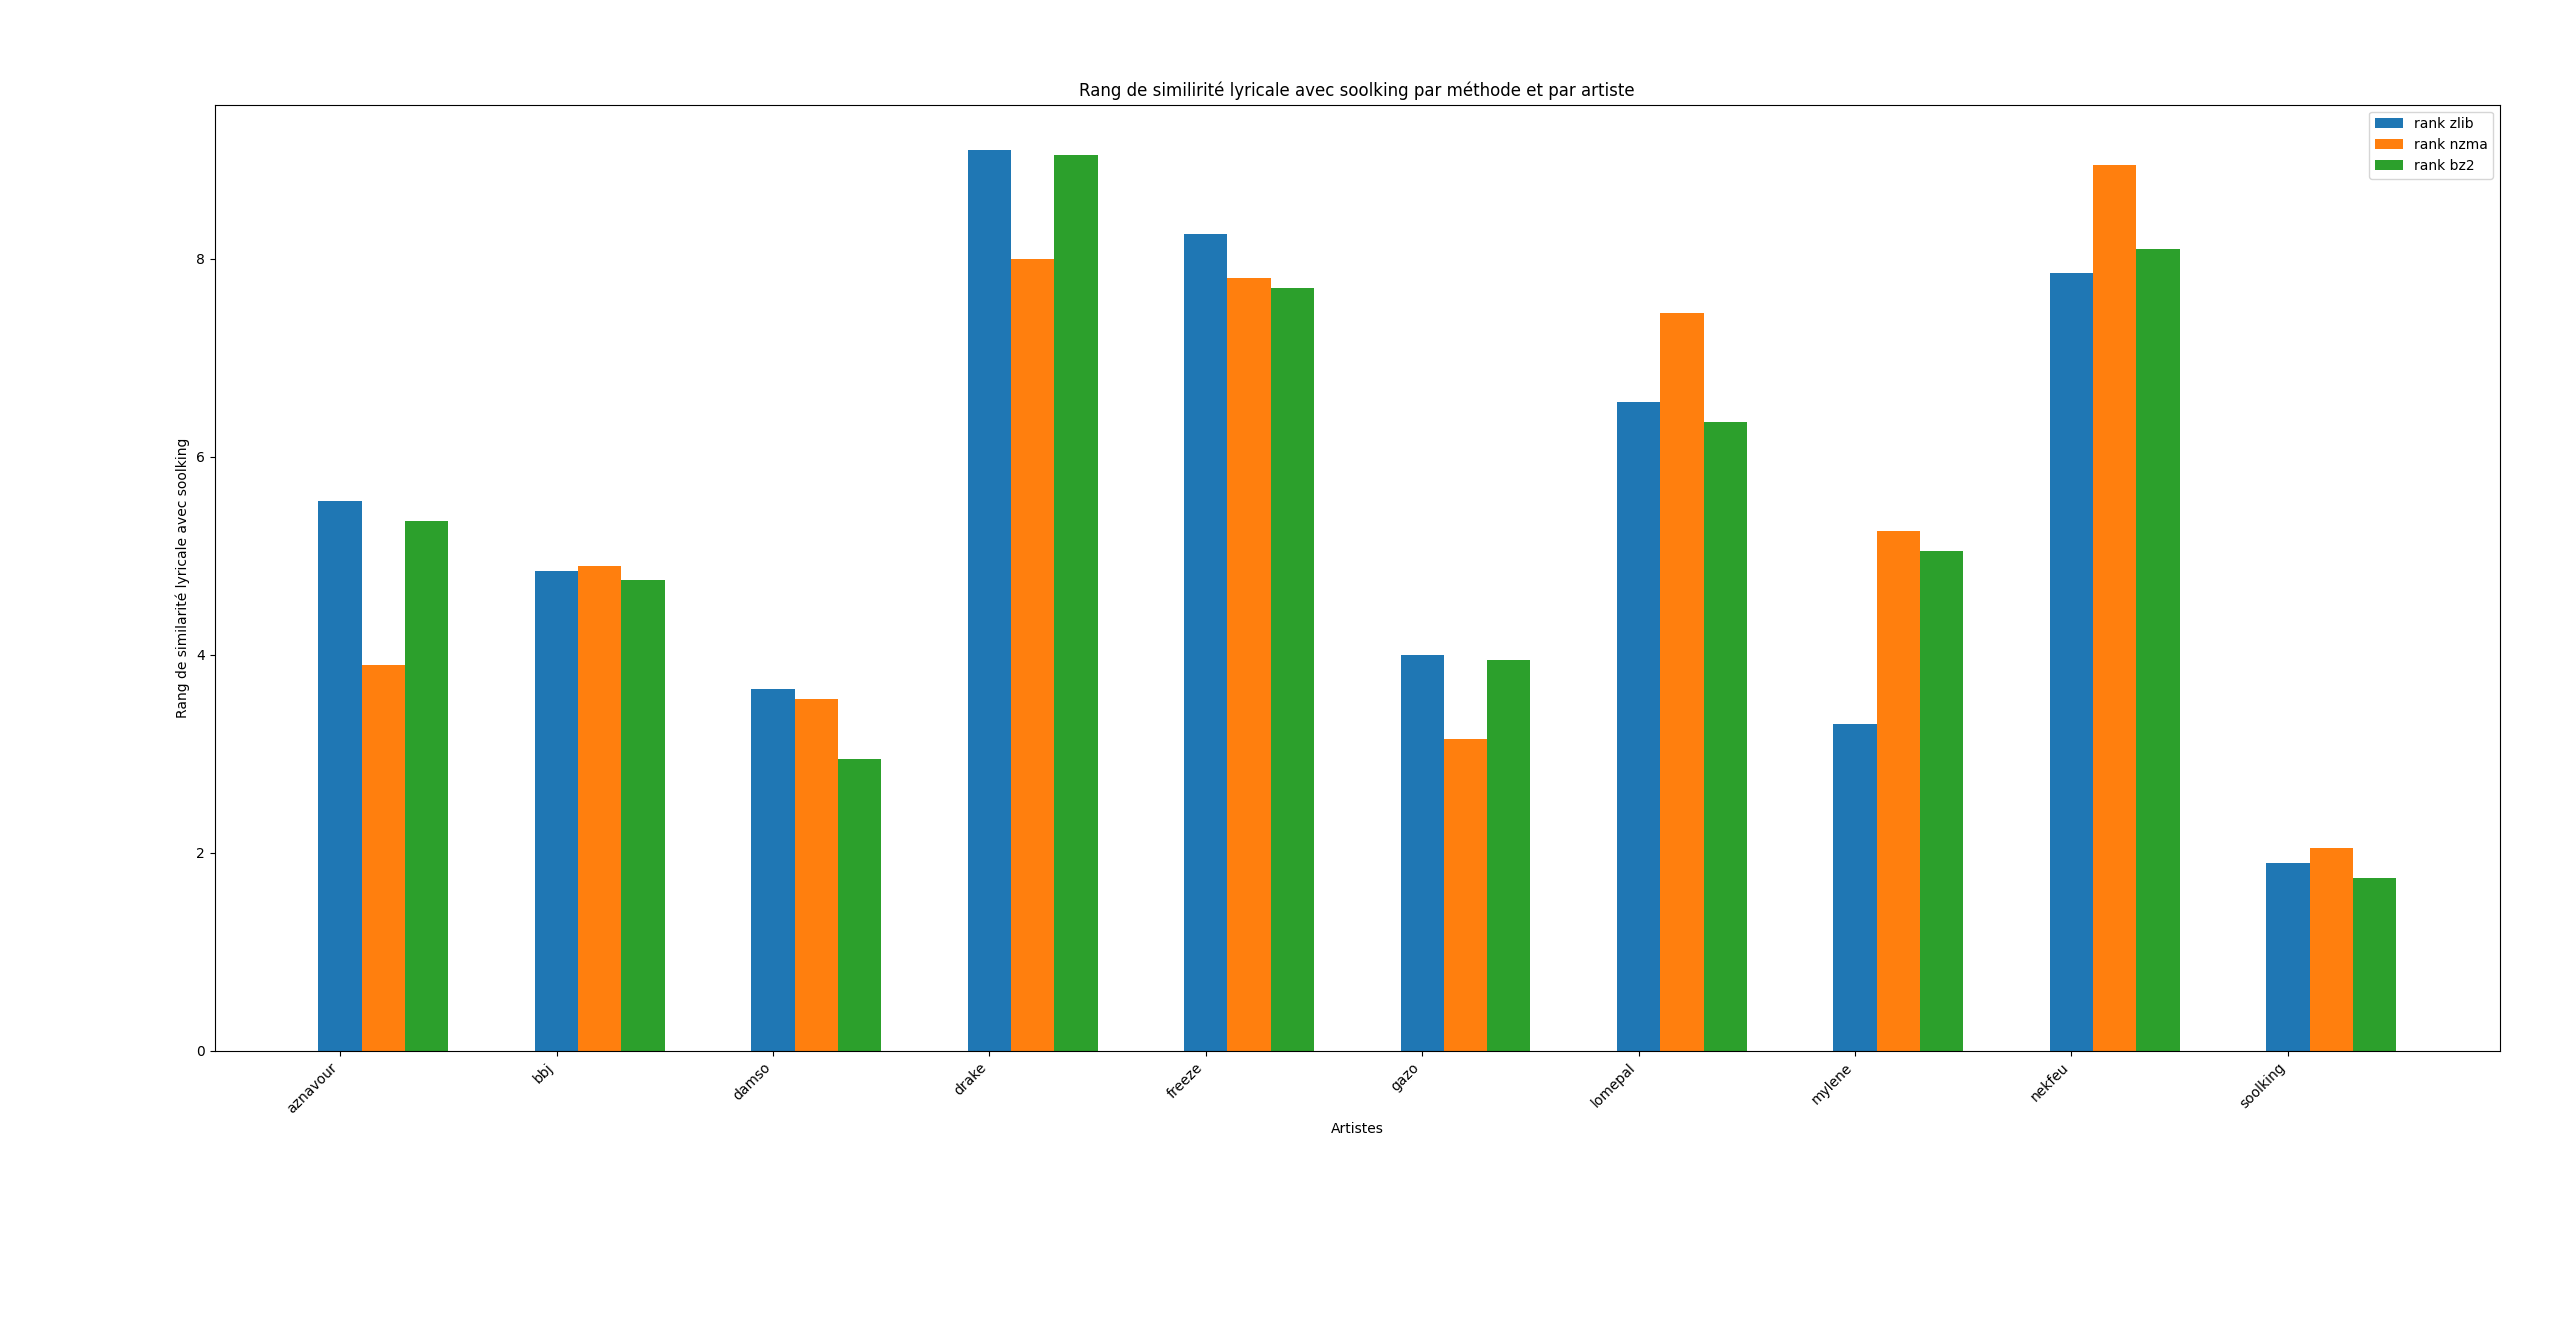 Rang de similirité lyricale avec soolking par méthode et par artiste
rank zlib
rank nzma
rank bz2
Rang de similarité lyricale avec soolking
8
6
4
2
0
aznavour
bbj
damso
drake
freeze
gazo
lomepal
mylene
nekfeu
soolking
Artistes